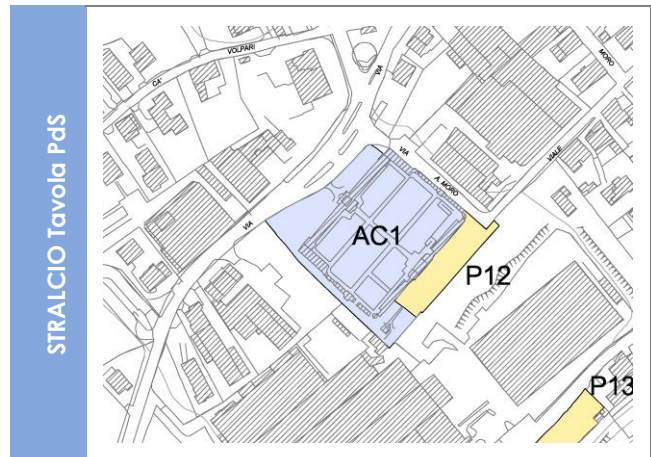 STRALCIO Tavola PdS
VOLPARI
CA'
VIA
MORO
VIA
A. MORO
VIALE
AC1
VIA
P12
P13